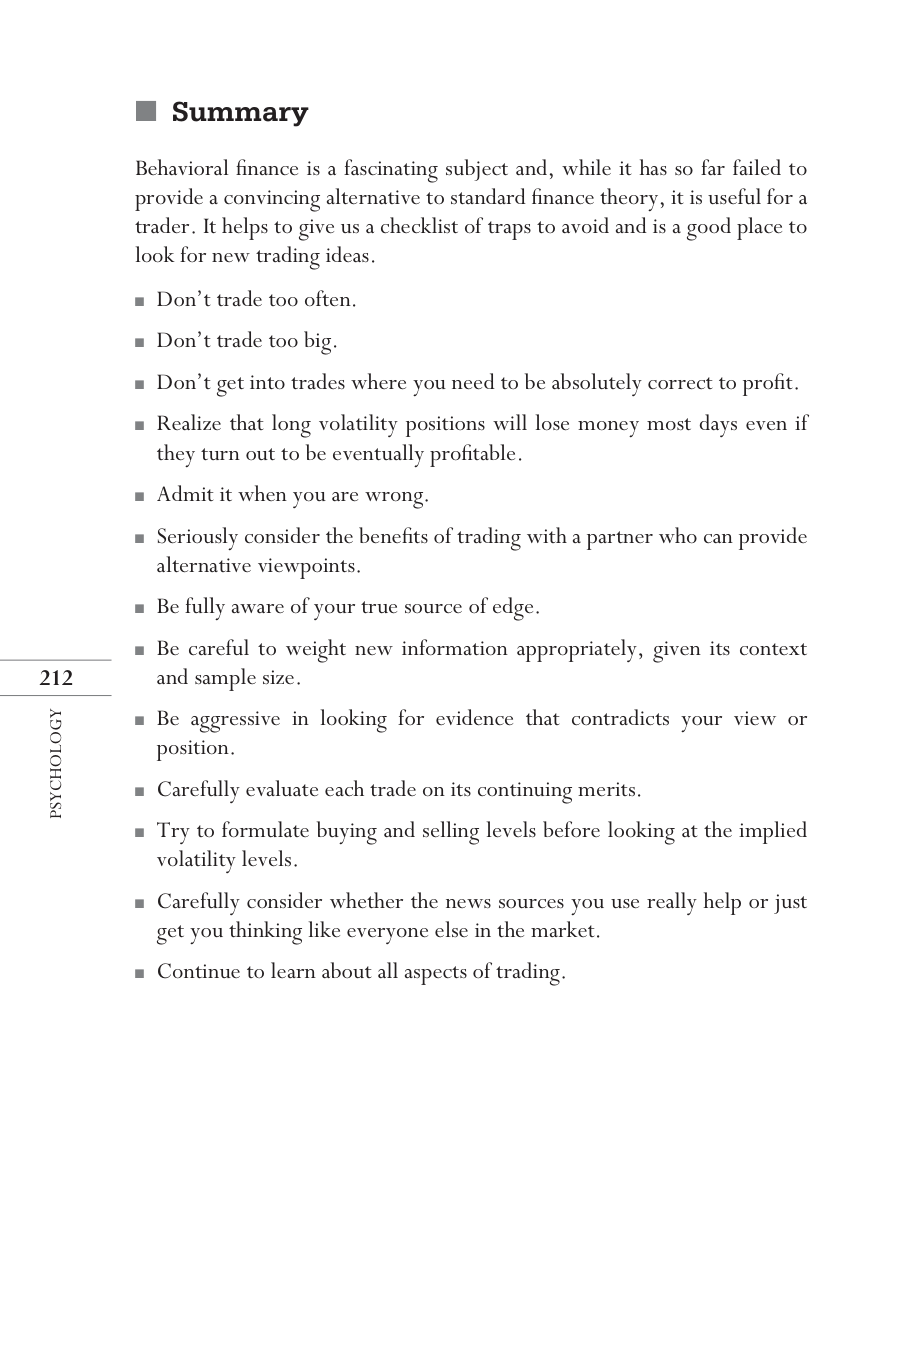 ■ Summary
Behavioral finance is a fascinating subject and, while it has so far failed to
provide a convincing alternative to standard finance theory, it is useful for a
trader. It helps to give us a checklist of traps to avoid and is a good place to
look for new trading ideas.
■ Don’t trade too often.
■ Don’t trade too big.
■ Don’t get into trades where you need to be absolutely correct to profit.
■ Realize that long volatility positions will lose money most days even if
they turn out to be eventually profitable.
■ Admit it when you are wrong.
■ Seriously consider the benefits of trading with a partner who can provide
alternative viewpoints.
■ Be fully aware of your true source of edge.
■ Be careful to weight new information appropriately, given its context
and sample size.
■ Be aggressive in looking for evidence that contradicts your view or
position.
■ Carefully evaluate each trade on its continuing merits.
■ Try to formulate buying and selling levels before looking at the implied
volatility levels.
■ Carefully consider whether the news sources you use really help or just
get you thinking like everyone else in the market.
■ Continue to learn about all aspects of trading.
212
PSYCHOLOGY